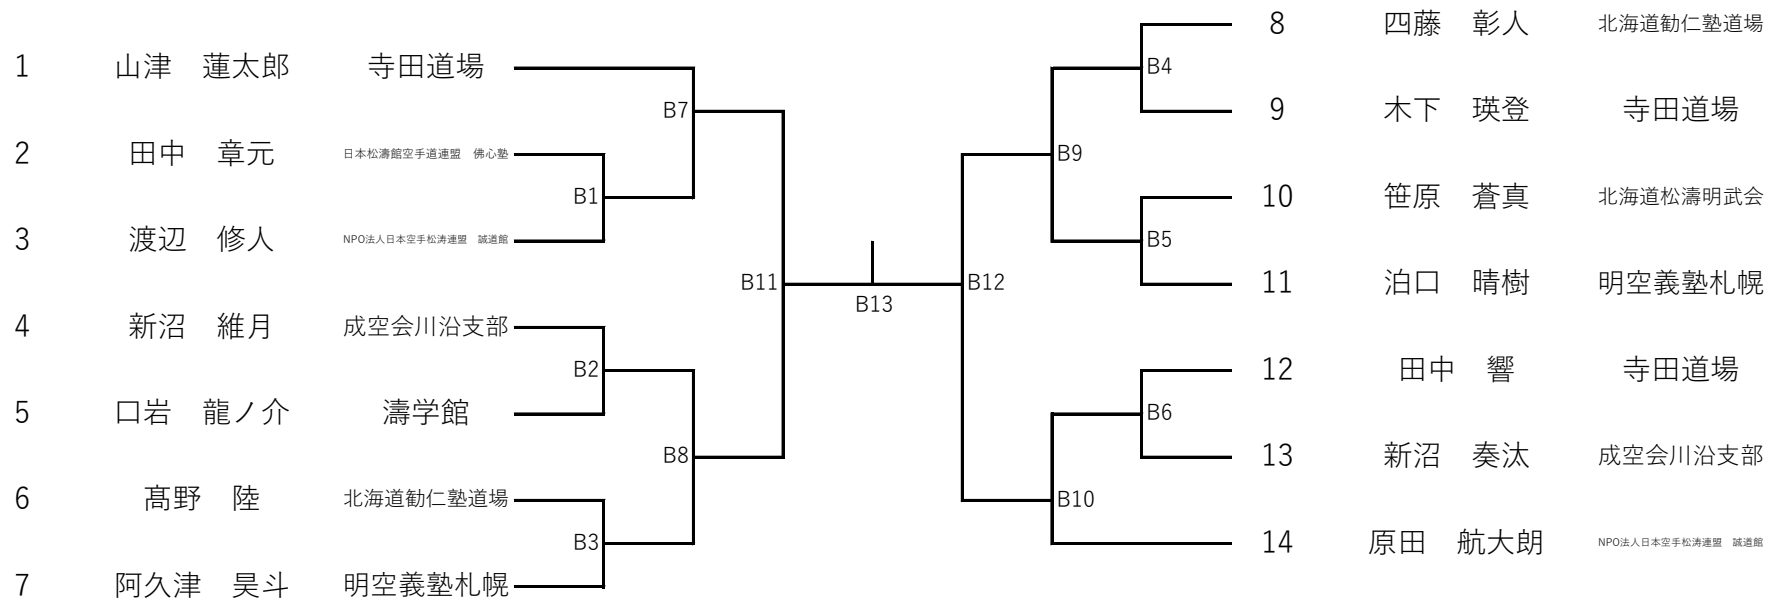 1 山津　蓮太郎 寺田道場
B7
2 田中　章元 日本松濤館空手道連盟　佛心塾
B1
3 渡辺　修人 NPO法人日本空手松涛連盟　誠道館
B11
4 新沼　維月 成空会川沿支部
B2
5 口岩　龍ノ介 濤学館
B8
6 髙野　陸 北海道勧仁塾道場
B3
7 阿久津　昊斗 明空義塾札幌
B13
8 四藤　彰人 北海道勧仁塾道場
B4
9 木下　瑛登 寺田道場
B9
10 笹原　蒼真 北海道松濤明武会
B5
11 泊口　晴樹 明空義塾札幌
B12
12 田中　響 寺田道場
B6
13 新沼　奏汰 成空会川沿支部
B10
14 原田　航大朗 NPO法人日本空手松涛連盟　誠道館